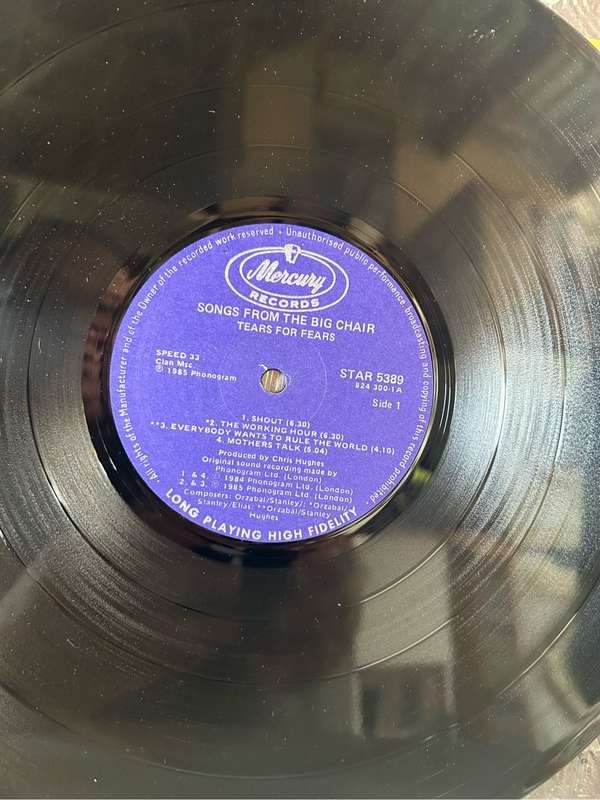 · All rights of the Manufacturer and of the Owner of the recorded work reserved · Unauthorised public performance broadcasting and copying of this record prohibited.
Mercury
RECORDS
SONGS FROM THE BIG CHAIR
TEARS FOR FEARS
SPEED 33
Clan Mrc.
℗ 1985 Phonogram
STAR 5389
824 300-1A
Side 1
1. SHOUT (6.30)
*2. THE WORKING HOUR (6.30)
**3. EVERYBODY WANTS TO RULE THE WORLD (4.10)
4. MOTHERS TALK (5.04)
Produced by Chris Hughes
Original sound recording made by
Phonogram Ltd. (London)
1. & 4. ℗ 1984 Phonogram Ltd. (London)
2. & 3. ℗ 1985 Phonogram Ltd. (London)
Composers: Orzabal/Stanley/; *Orzabal/
Stanley/Elias; **Orzabal/Stanley
Hughes
LONG PLAYING HIGH FIDELITY